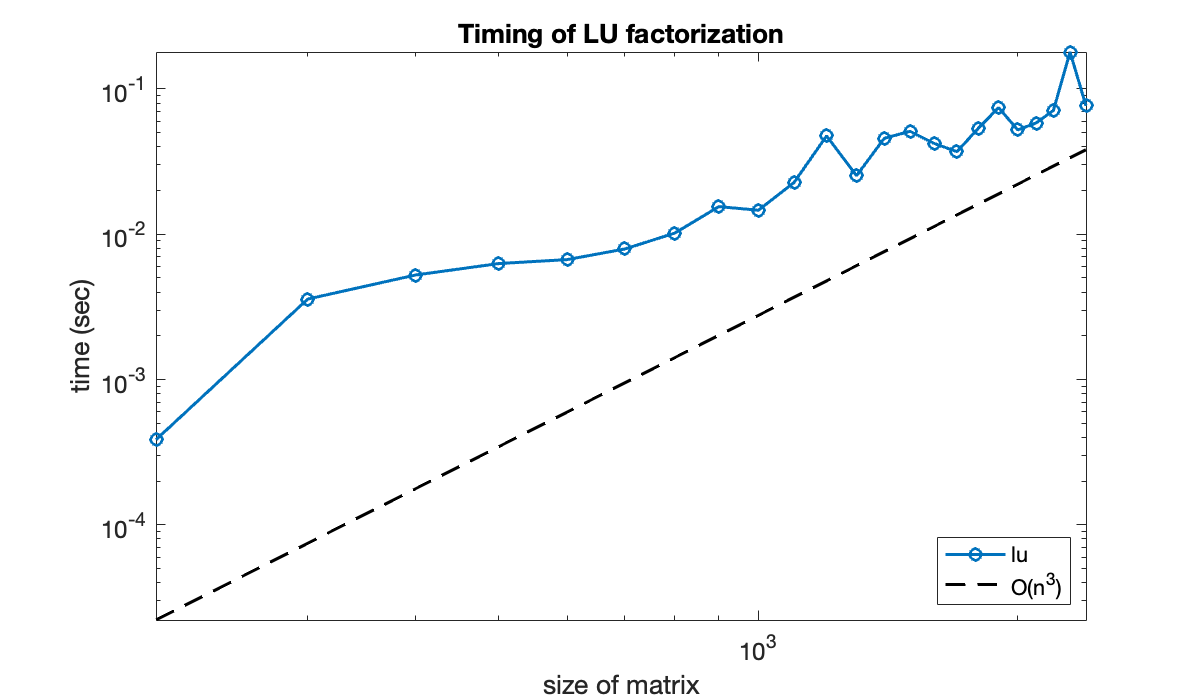 Timing of LU factorization
10^-1
10^-2
10^-3
10^-4
time (sec)
lu
O(n^3)
10^3
size of matrix